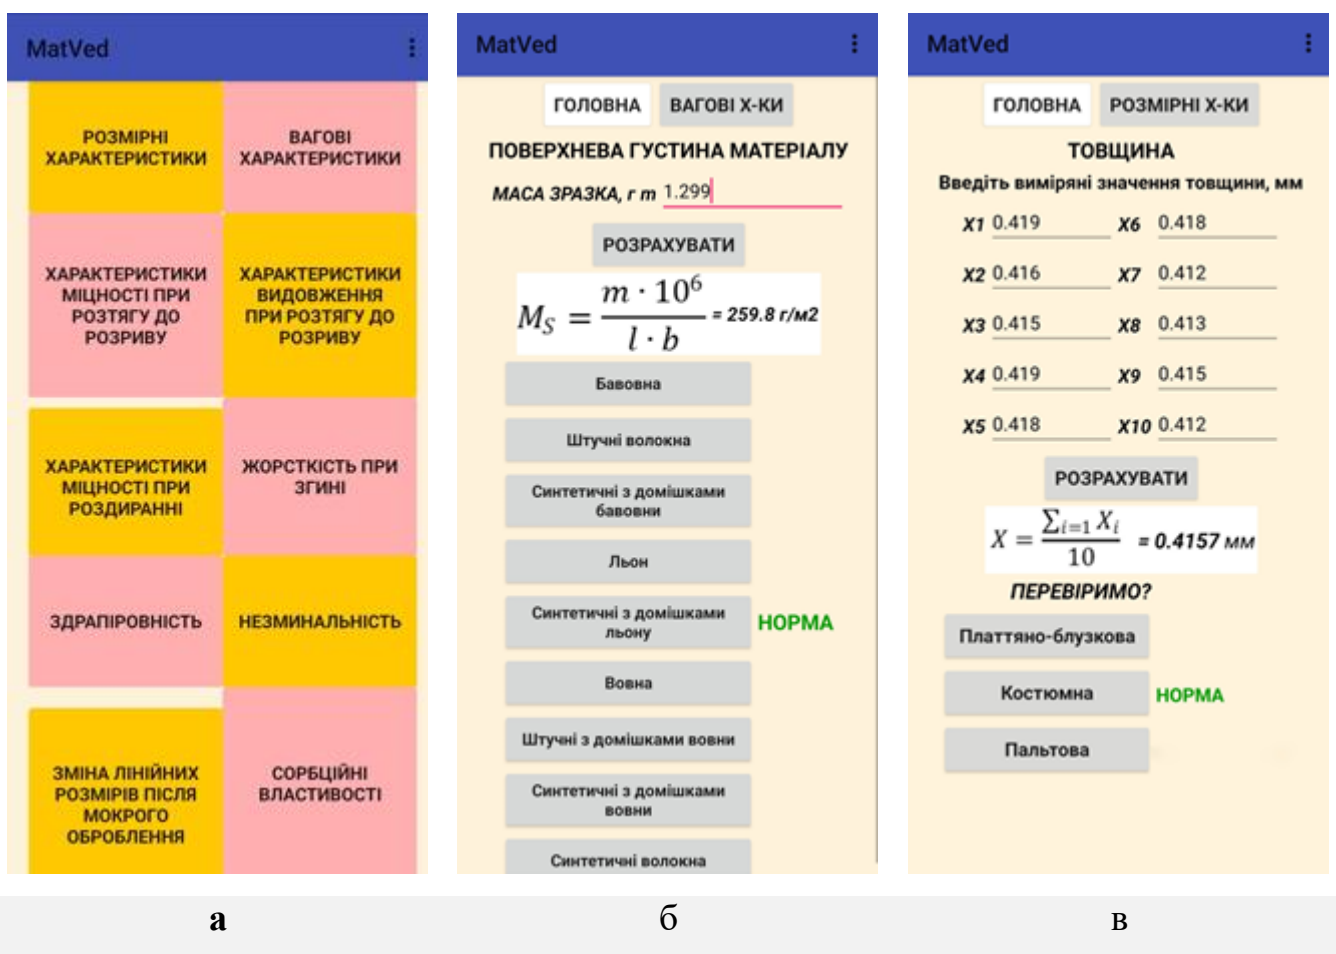 MatVed
РОЗМІРНІ
ХАРАКТЕРИСТИКИ
ВАГОВІ
ХАРАКТЕРИСТИКИ
ХАРАКТЕРИСТИКИ
МІЦНОСТІ ПРИ
РОЗТЯГУ ДО
РОЗРИВУ
ХАРАКТЕРИСТИКИ
ВИДОВЖЕННЯ
ПРИ РОЗТЯГУ ДО
РОЗРИВУ
ХАРАКТЕРИСТИКИ
МІЦНОСТІ ПРИ
РОЗДИРАННІ
ЖОРСТКІСТЬ ПРИ
ЗГИНІ
ЗДРАПІРОВНІСТЬ
НЕЗМИНАЛЬНІСТЬ
ЗМІНА ЛІНІЙНИХ
РОЗМІРІВ ПІСЛЯ
МОКРОГО
ОБРОБЛЕННЯ
СОРБЦІЙНІ
ВЛАСТИВОСТІ
а
MatVed
ГОЛОВНА ВАГОВІ Х-КИ
ПОВЕРХНЕВА ГУСТИНА МАТЕРІАЛУ
МАСА ЗРАЗКА, г m 1.299
РОЗРАХУВАТИ
M_S = (m · 10^6) / (l · b) = 259.8 г/м2
Бавовна
Штучні волокна
Синтетичні з домішками
бавовни
Льон
Синтетичні з домішками
льону
НОРМА
Вовна
Штучні з домішками вовни
Синтетичні з домішками
вовни
Синтетичні волокна
б
MatVed
ГОЛОВНА РОЗМІРНІ Х-КИ
ТОВЩИНА
Введіть виміряні значення товщини, мм
X1 0.419 X6 0.418
X2 0.416 X7 0.412
X3 0.415 X8 0.413
X4 0.419 X9 0.415
X5 0.418 X10 0.412
РОЗРАХУВАТИ
X = (∑_{i=1} X_i) / 10 = 0.4157 мм
ПЕРЕВІРИМО?
Платтяно-блузкова
Костюмна НОРМА
Пальтова
в